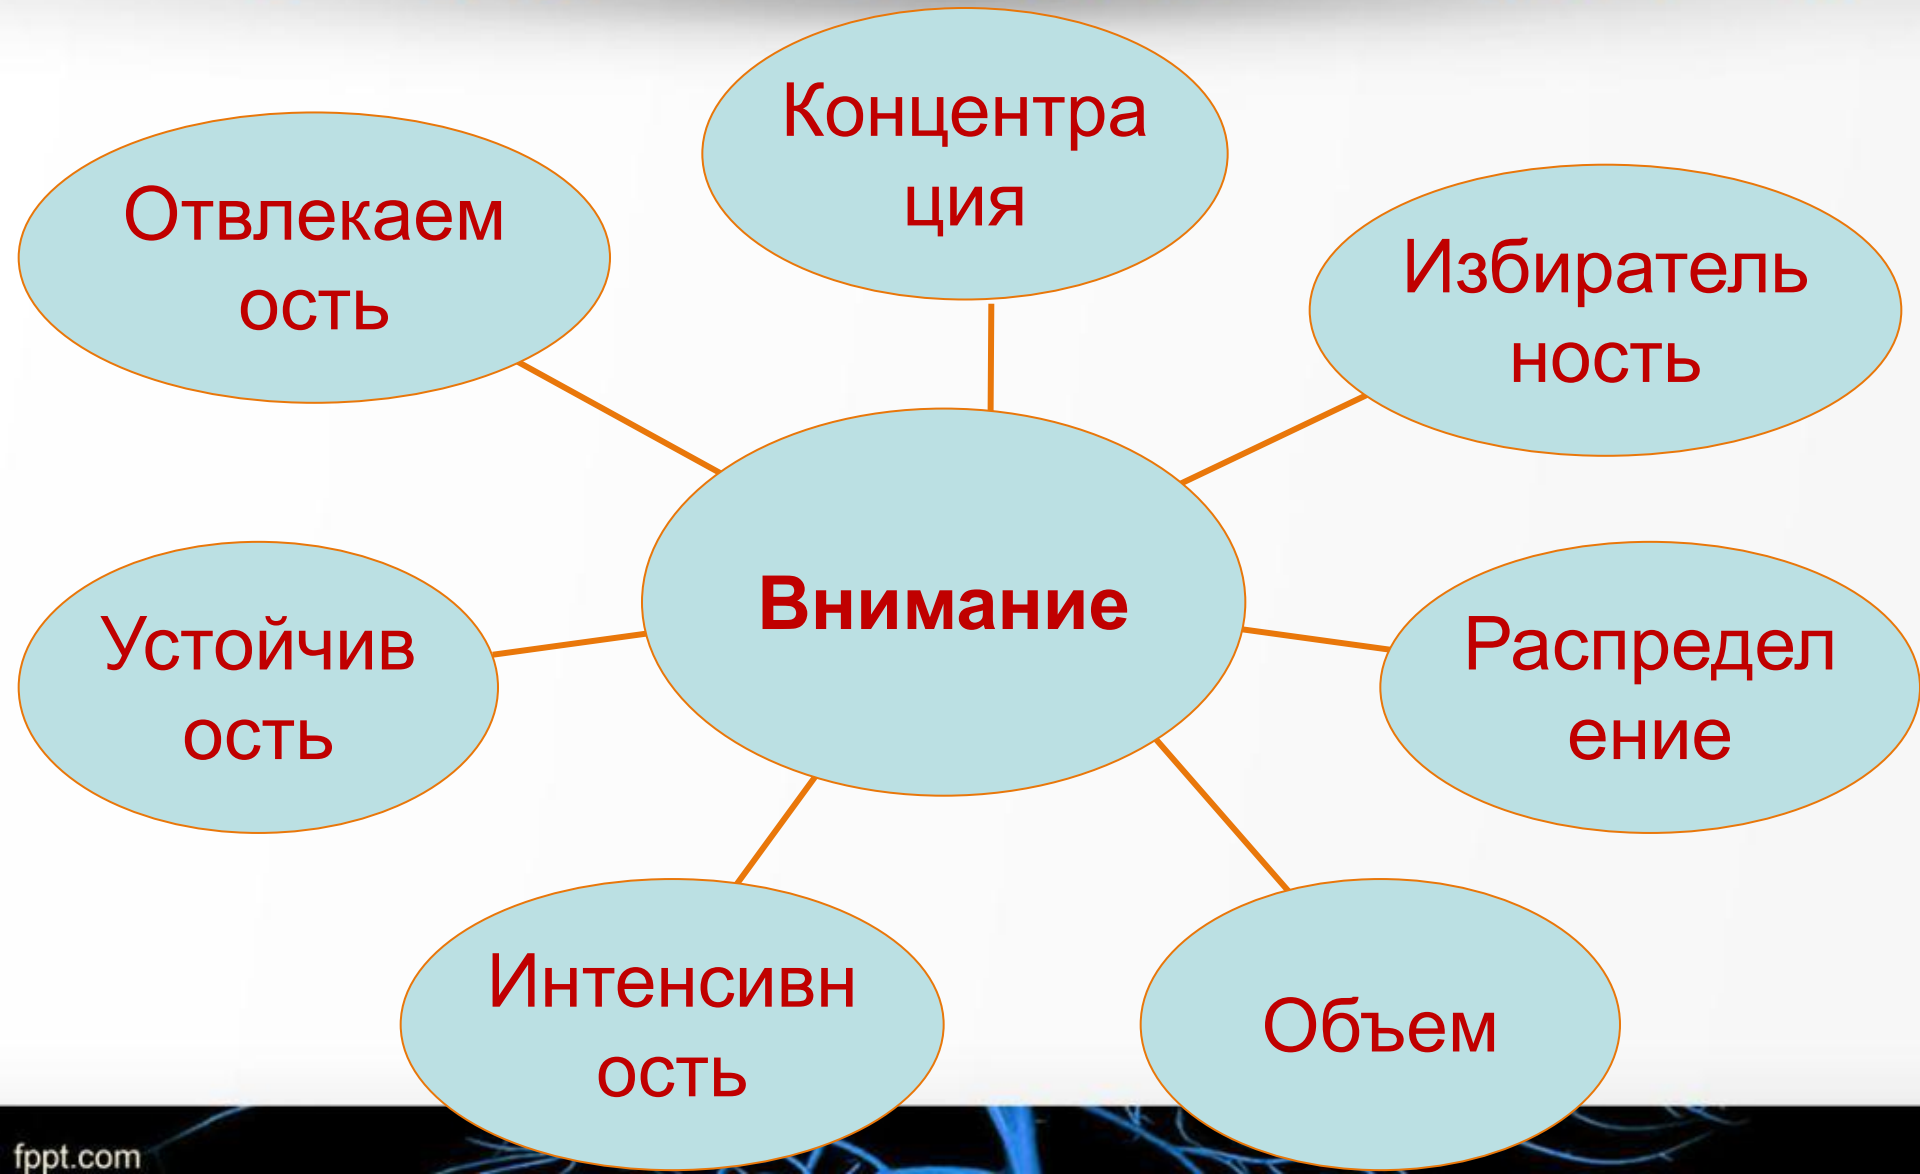 Концентра
ция
Отвлекаем
ость
Избиратель
ность
Внимание
Устойчив
ость
Распредел
ение
Интенсивн
ость
Объем
fppt.com